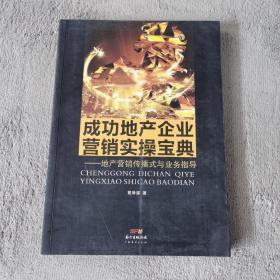 成功地产企业
营销实操宝典
——地产营销传播式与业务指导
CHENGGONG DICHAN QIYE
YINGXIAO SHICAO BAODIAN
著